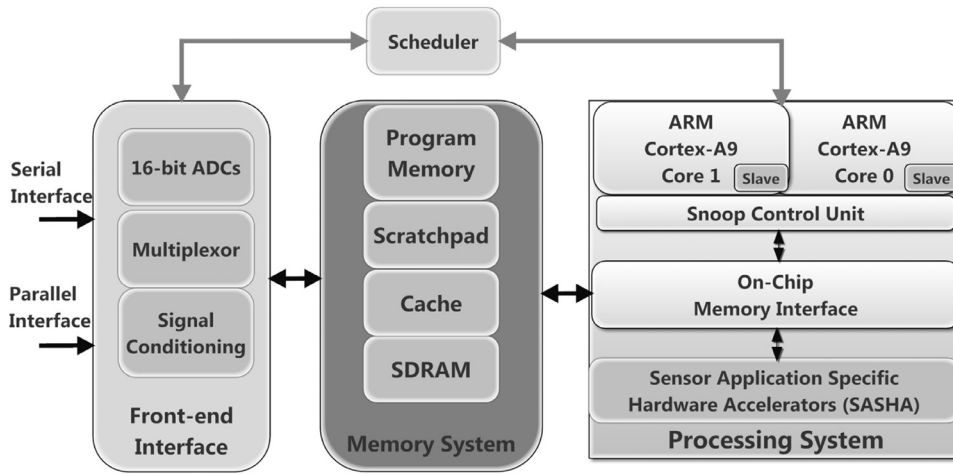 Scheduler
Serial
Interface
Parallel
Interface
16-bit ADCs
Multiplexor
Signal
Conditioning
Front-end
Interface
Program
Memory
Scratchpad
Cache
SDRAM
Memory System
ARM
Cortex-A9
Core 1
Slave
ARM
Cortex-A9
Core 0
Slave
Snoop Control Unit
On-Chip
Memory Interface
Sensor Application Specific
Hardware Accelerators (SASHA)
Processing System